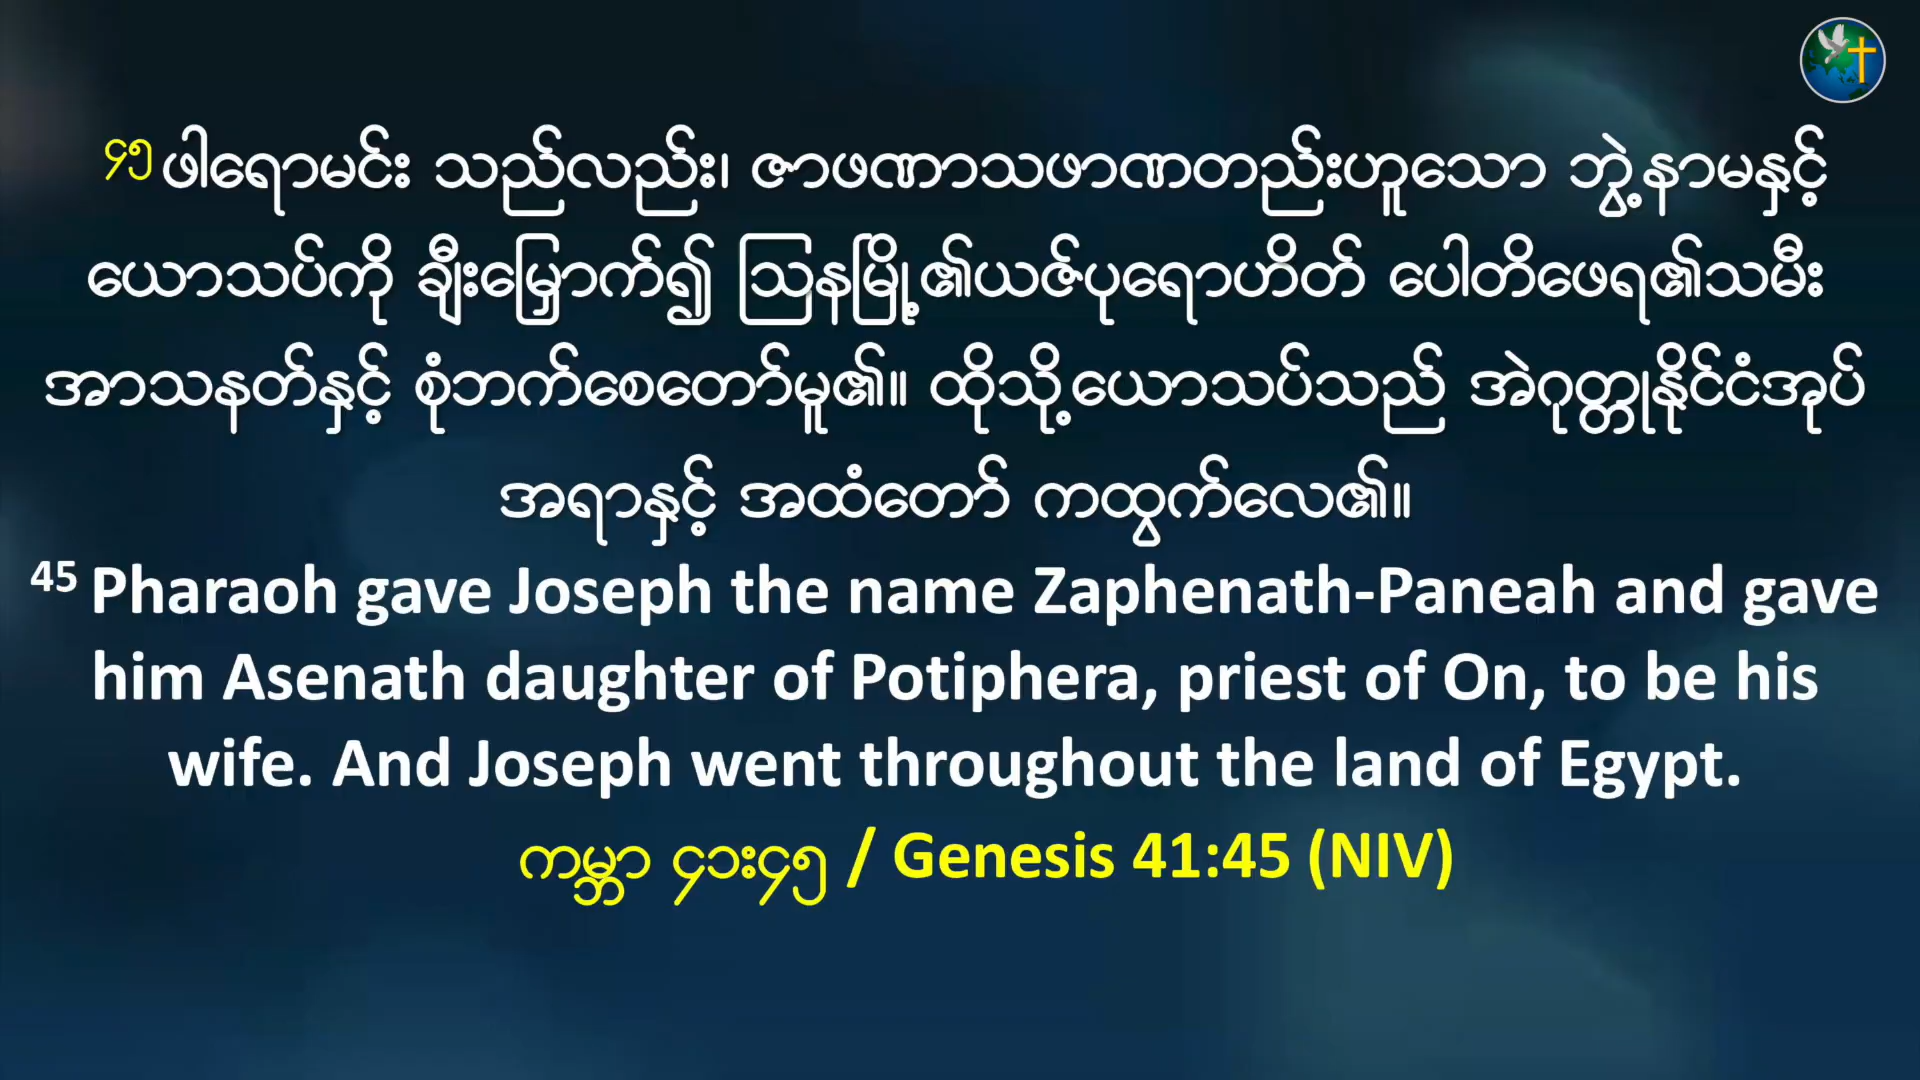 ၄၅ ဖါရောမင်း သည်လည်း၊ ဇာဖဏာသဖာဏတည်းဟူသော ဘွဲ့နာမနှင့်
ယောသပ်ကို ချီးမြှောက်၍ ဩနမြို့၏ယဇ်ပုရောဟိတ် ပေါတိဖေရ၏သမီး
အာသနတ်နှင့် စုံဘက်စေတော်မူ၏။ ထိုသို့ယောသပ်သည် အဲဂုတ္တုနိုင်ငံအုပ်
အရာနှင့် အထံတော် ကထွက်လေ၏။
45 Pharaoh gave Joseph the name Zaphenath-Paneah and gave
him Asenath daughter of Potiphera, priest of On, to be his
wife. And Joseph went throughout the land of Egypt.
ကမ္ဘာ ၄၁း၄၅ / Genesis 41:45 (NIV)